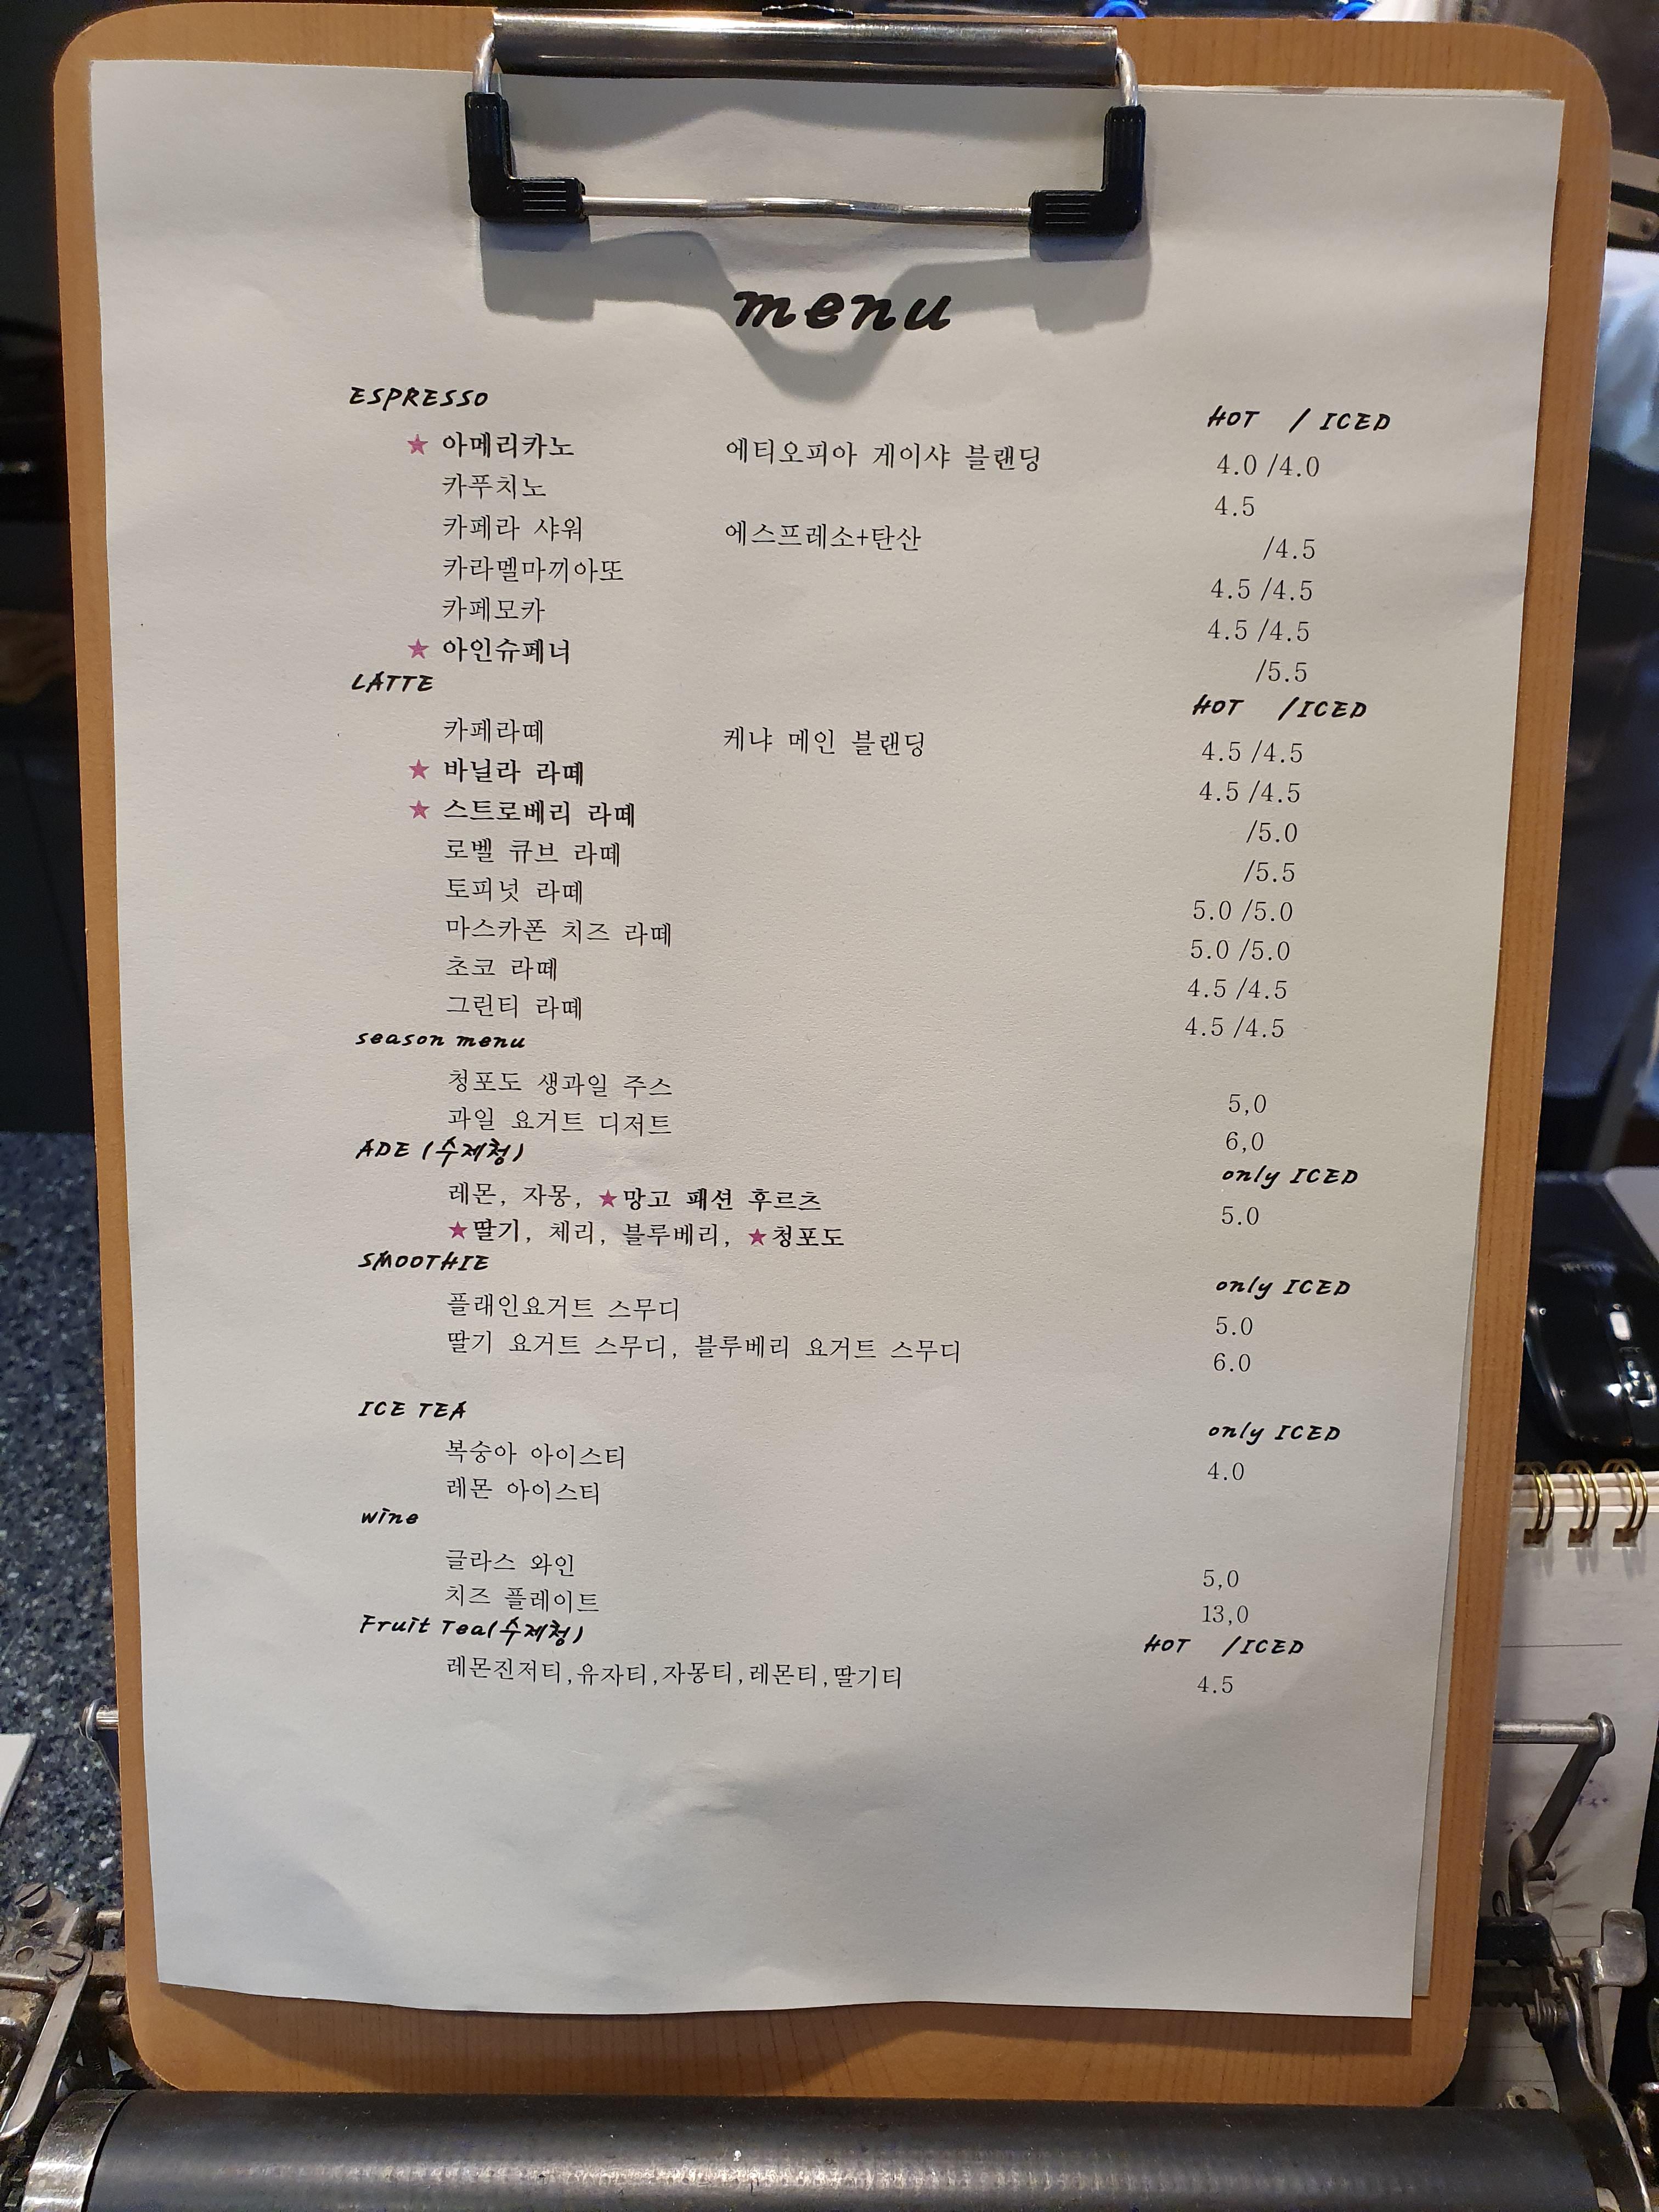 menu
ESPRESSO HOT / ICED
★ 아메리카노 에티오피아 게이샤 블랜딩 4.0 /4.0
카푸치노 4.5
카페라 샤워 에스프레소+탄산 /4.5
카라멜마끼아또 4.5 /4.5
카페모카 4.5 /4.5
★ 아인슈페너 /5.5
LATTE HOT /ICED
카페라떼 케냐 메인 블랜딩 4.5 /4.5
★ 바닐라 라떼 4.5 /4.5
★ 스트로베리 라떼 /5.0
로벨 큐브 라떼 /5.5
토피넛 라떼 5.0 /5.0
마스카폰 치즈 라떼 5.0 /5.0
초코 라떼 4.5 /4.5
그린티 라떼 4.5 /4.5
season menu
청포도 생과일 주스 5,0
과일 요거트 디저트 6,0
ADE (수제청) only ICED
레몬, 자몽, ★망고 패션 후르츠 5.0
★딸기, 체리, 블루베리, ★청포도
SMOOTHIE only ICED
플래인요거트 스무디 5.0
딸기 요거트 스무디, 블루베리 요거트 스무디 6.0
ICE TEA only ICED
복숭아 아이스티 4.0
레몬 아이스티
wine
글라스 와인 5,0
치즈 플레이트 13,0
Fruit Tea(수제청) HOT /ICED
레몬진저티,유자티,자몽티,레몬티,딸기티 4.5